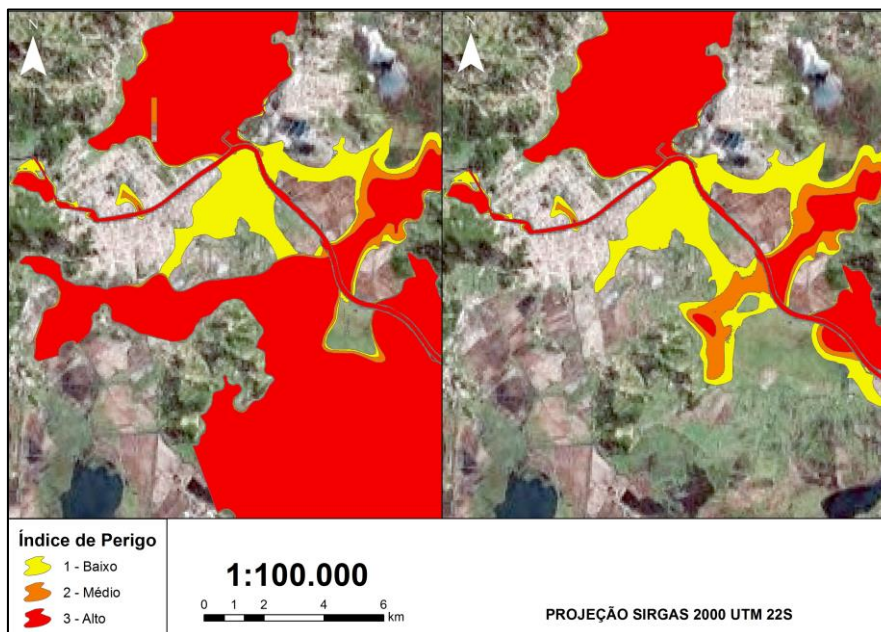 N
N
Índice de Perigo
1 - Baixo
2 - Médio
3 - Alto
1:100.000
0 1 2 4 6
km
PROJEÇÃO SIRGAS 2000 UTM 22S